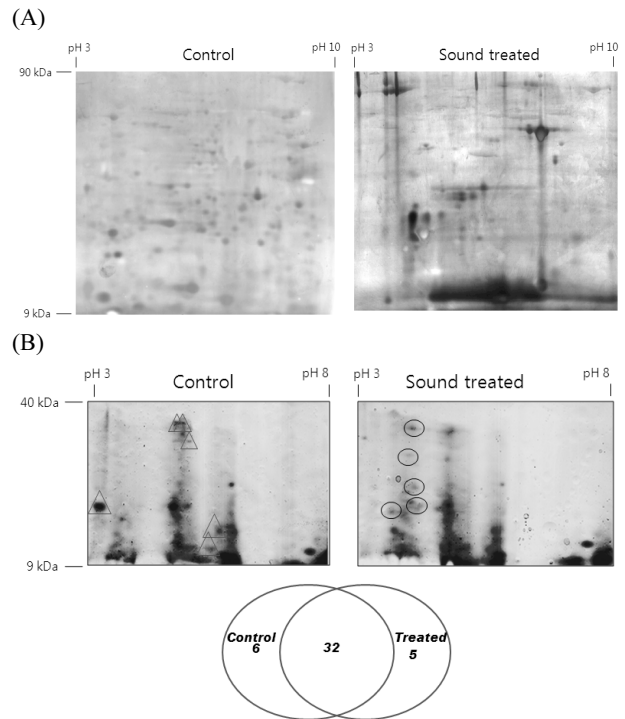 (A)
pH 3 Control pH 10
pH 3 Sound treated pH 10
90 kDa
9 kDa
(B)
pH 3 Control pH 8
pH 3 Sound treated pH 8
40 kDa
9 kDa
Control Treated
6 32 5